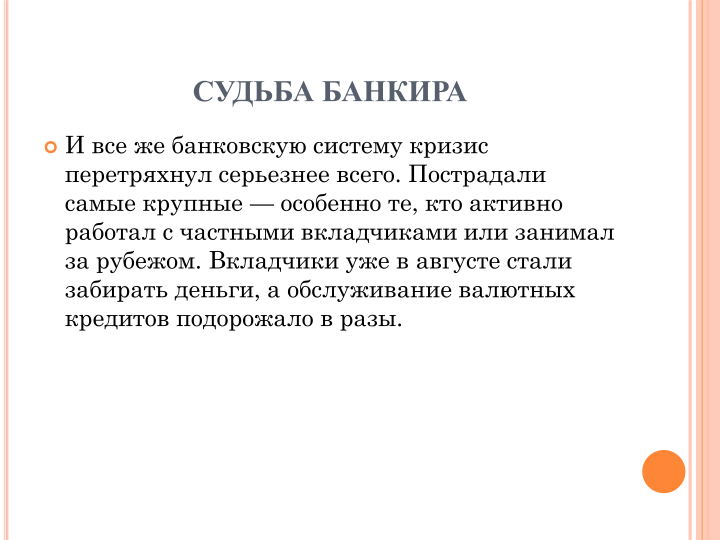 СУДЬБА БАНКИРА
И все же банковскую систему кризис
перетряхнул серьезнее всего. Пострадали
самые крупные — особенно те, кто активно
работал с частными вкладчиками или занимал
за рубежом. Вкладчики уже в августе стали
забирать деньги, а обслуживание валютных
кредитов подорожало в разы.